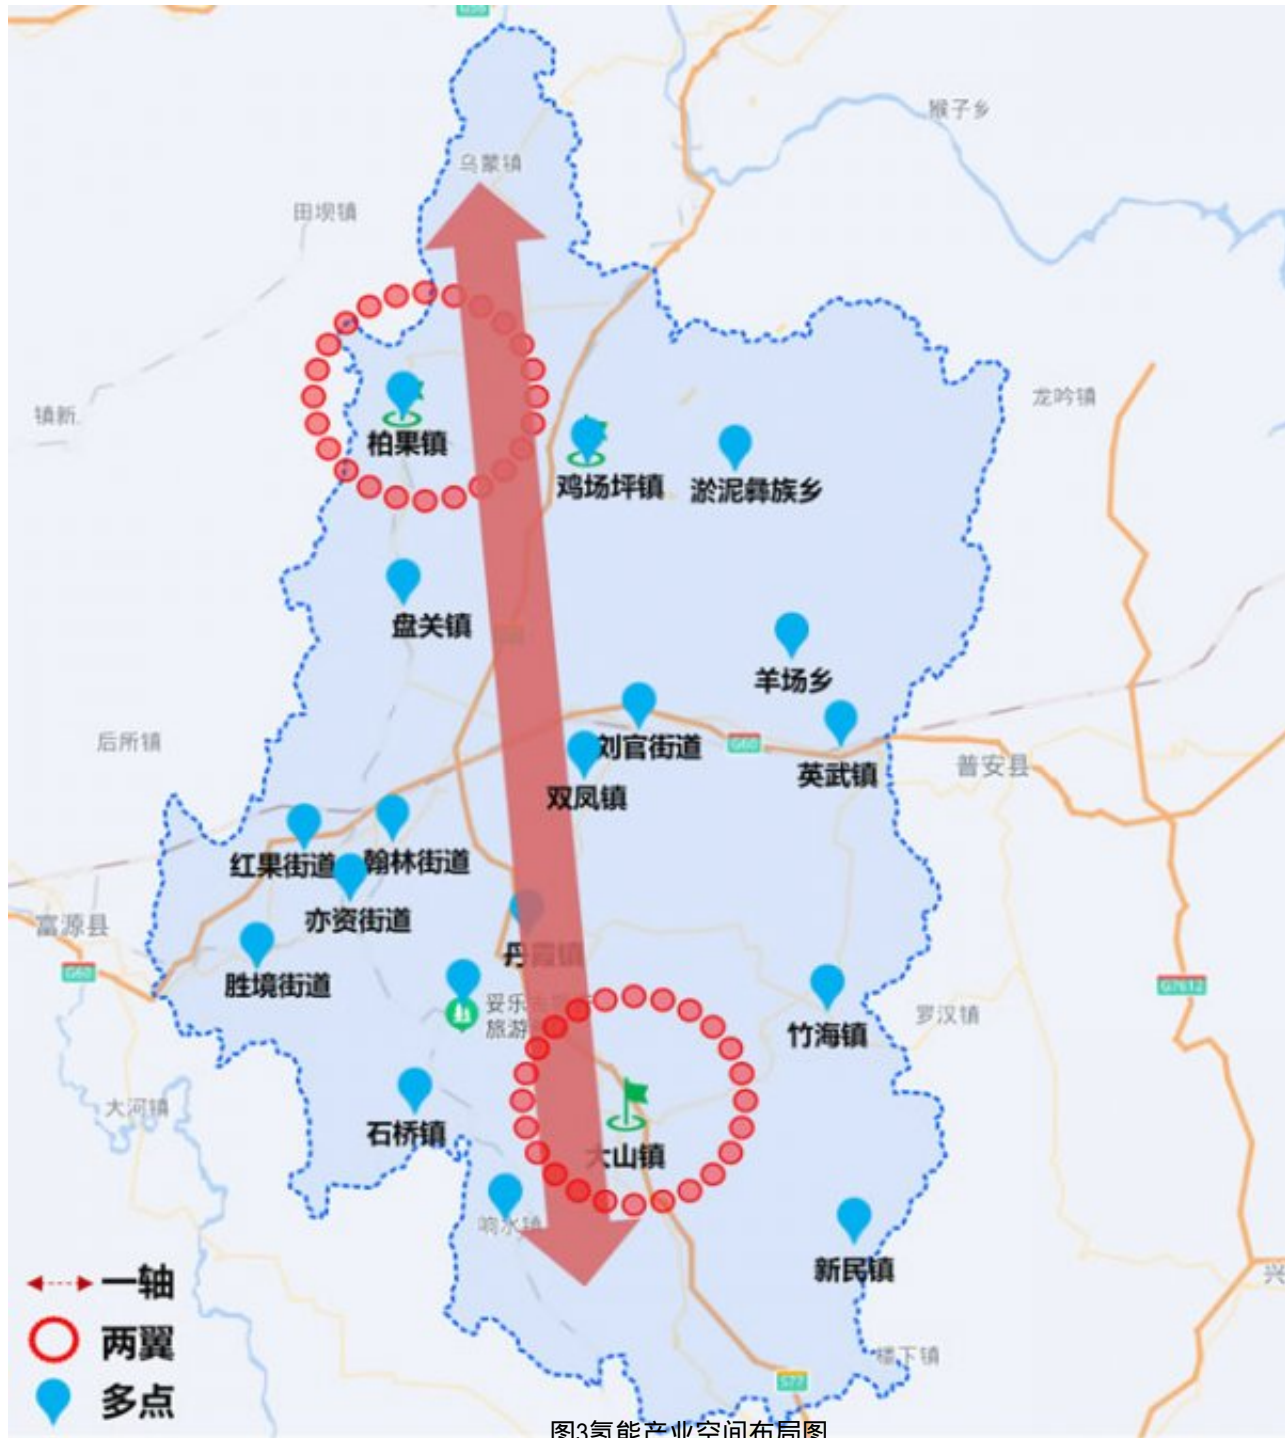 G56
猴子乡
乌蒙镇
田坝镇
龙吟镇
镇新
柏果镇
鸡场坪镇
淤泥彝族乡
盘关镇
羊场乡
后所镇
刘官街道
G60
普安县
英武镇
双凤镇
红果街道
翰林街道
亦资街道
富源县
丹霞镇
G60
胜境街道
G7612
妥乐
旅游
罗汉镇
竹海镇
大河镇
石桥镇
大山镇
响水镇
新民镇
兴
一轴
两翼
楼下镇
S77
多点
图3氢能产业空间布局图